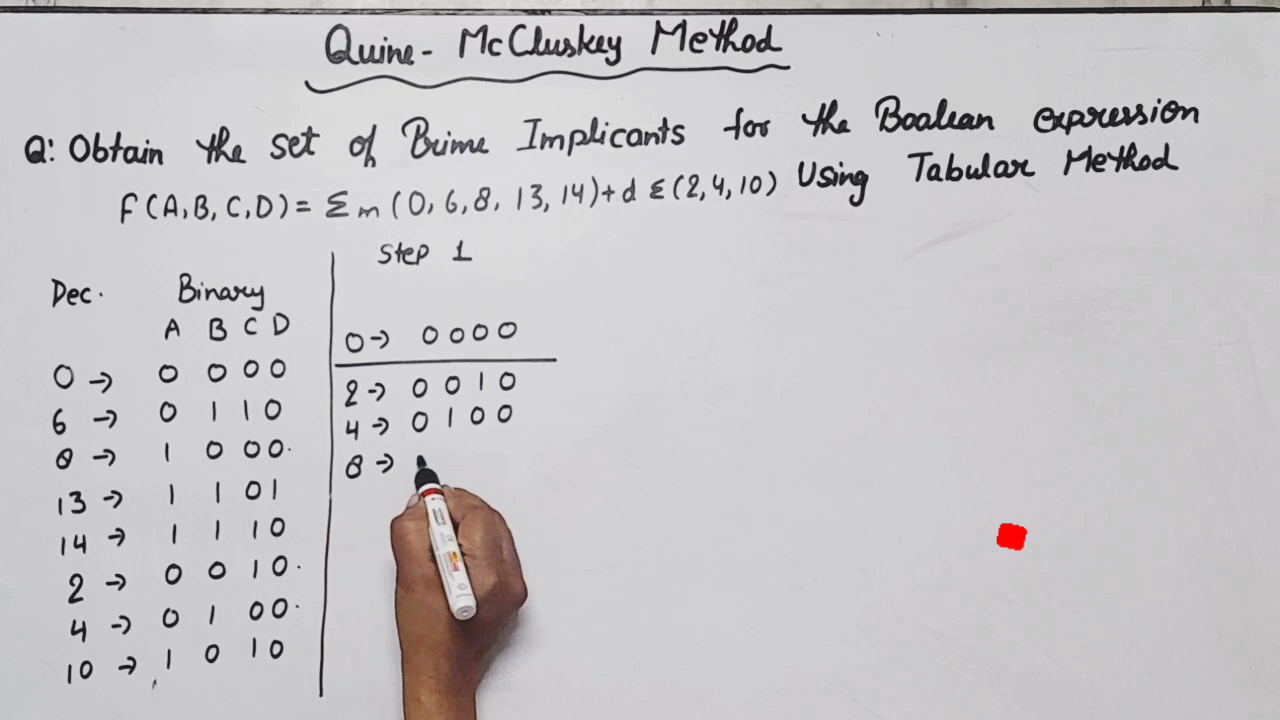 Quine- McCluskey Method
Q: Obtain the set of Prime Implicants for the Boolean expression
F(A,B,C,D) = Σm (0, 6, 8, 13, 14) + d Σ(2, 4, 10) Using Tabular Method
Step 1
Dec. Binary
A B C D
0 → 0 0 0 0
6 → 0 1 1 0
8 → 1 0 0 0
13 → 1 1 0 1
14 → 1 1 1 0
2 → 0 0 1 0
4 → 0 1 0 0
10 → 1 0 1 0
0 → 0 0 0 0
2 → 0 0 1 0
4 → 0 1 0 0
8 →